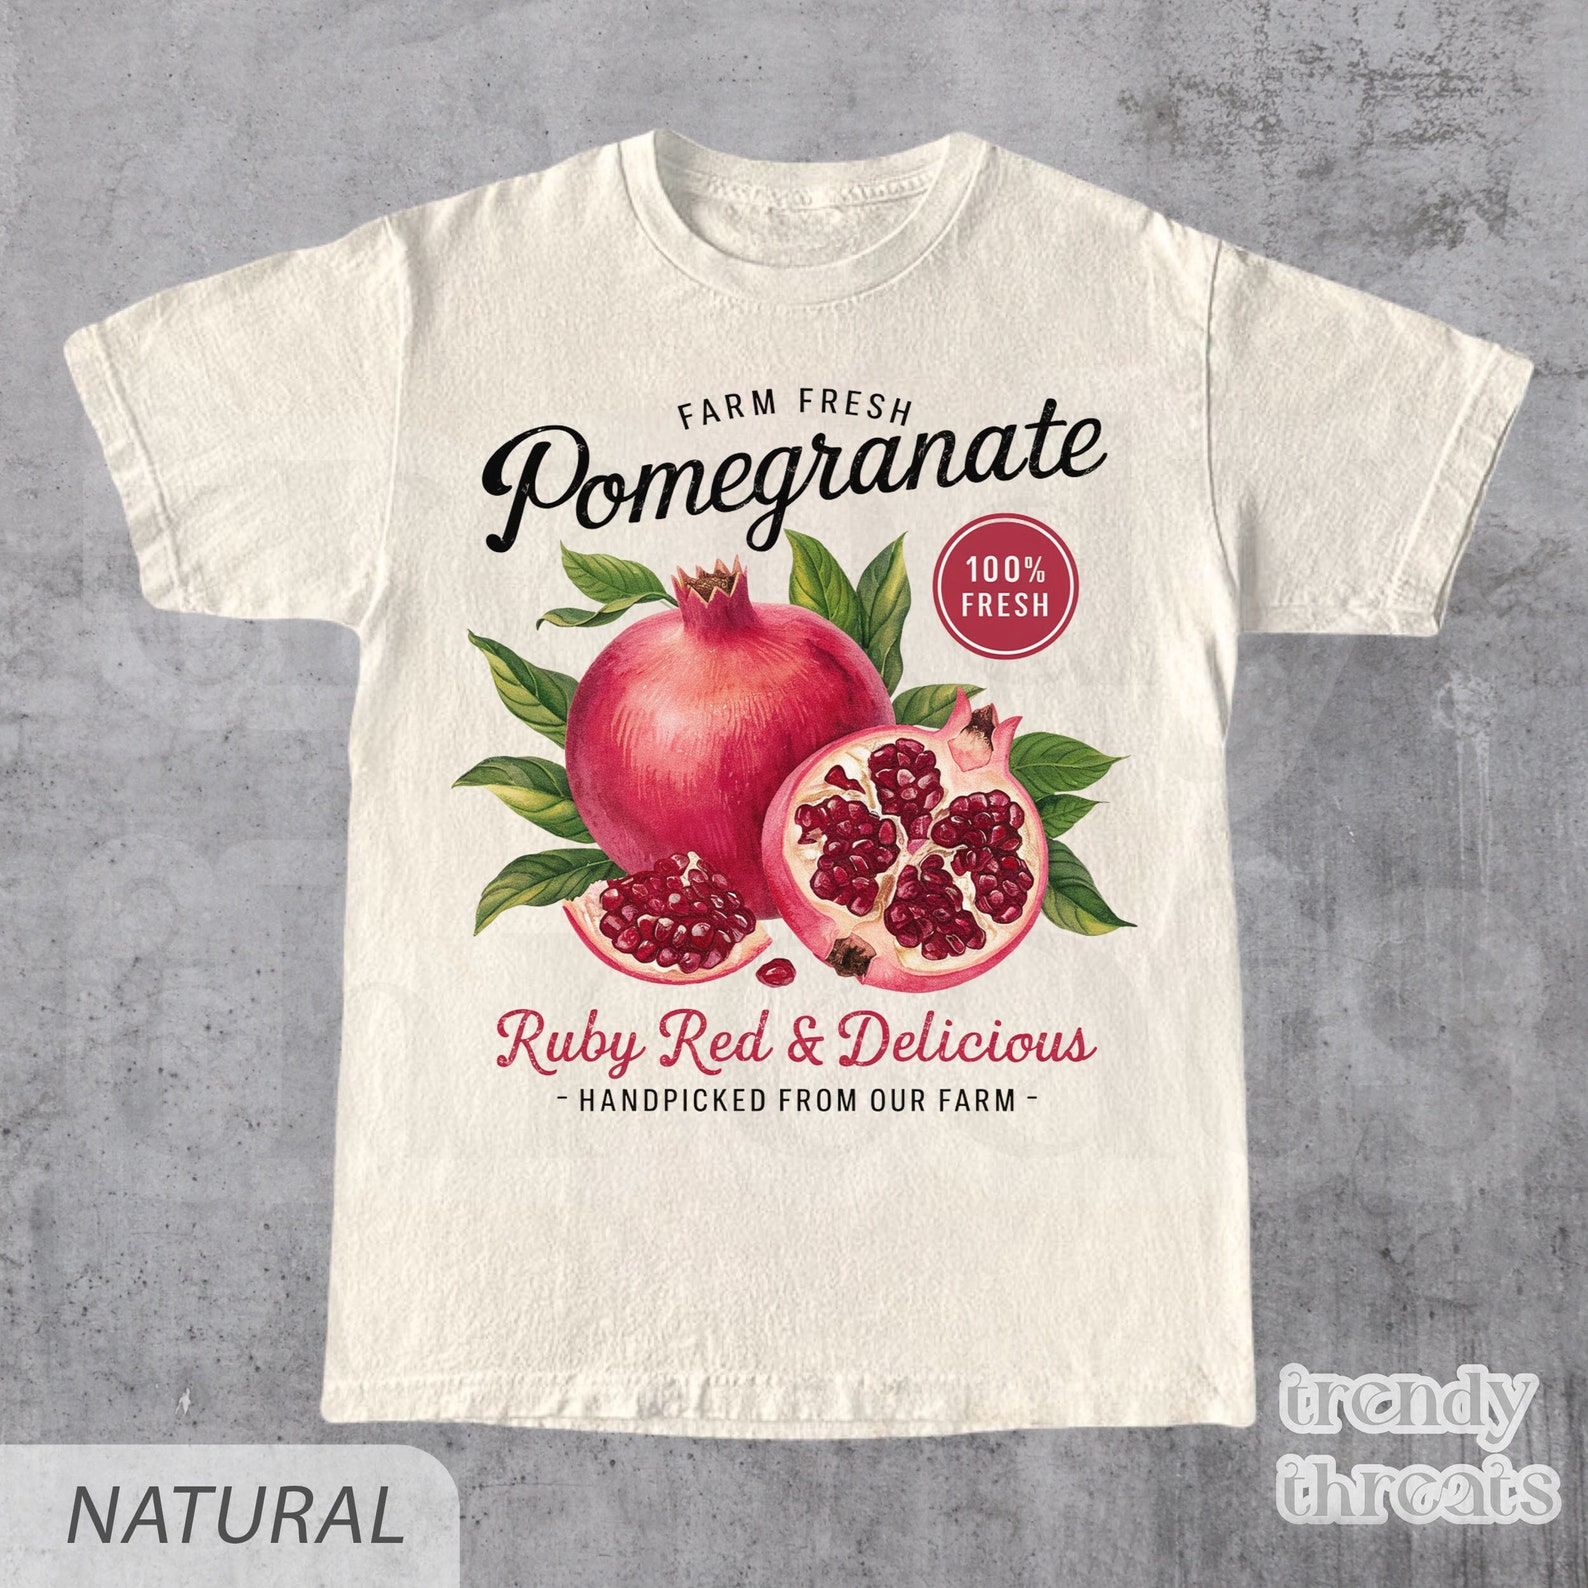 FARM FRESH
Pomegranate
100%
FRESH
Ruby Red & Delicious
- HANDPICKED FROM OUR FARM -
NATURAL
trendy
threats